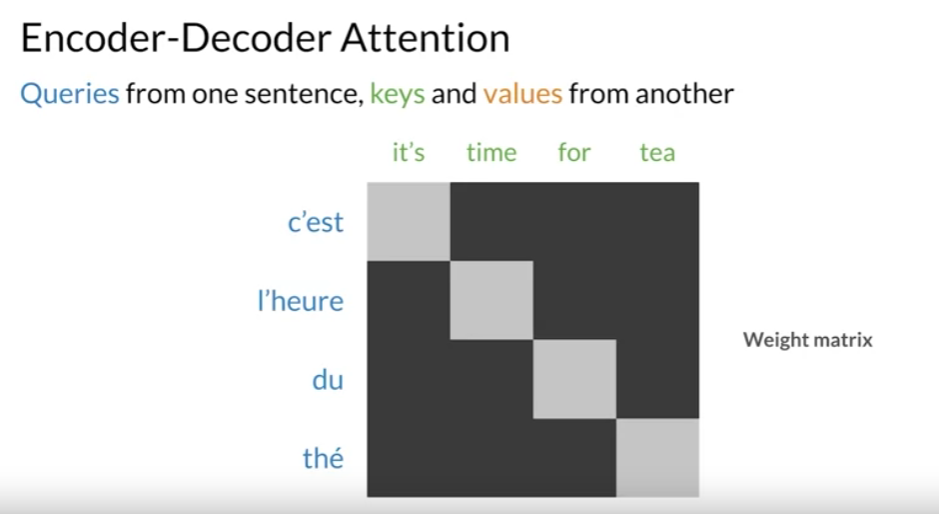 Encoder-Decoder Attention
Queries from one sentence, keys and values from another
it's time for tea
c'est
l'heure
du
thé
Weight matrix